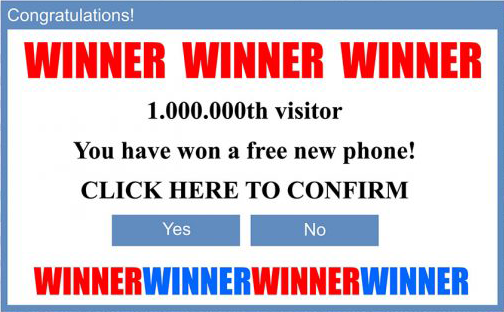 Congratulations!
WINNER WINNER WINNER
1.000.000th visitor
You have won a free new phone!
CLICK HERE TO CONFIRM
Yes No
WINNERWINNERWINNERWINNER